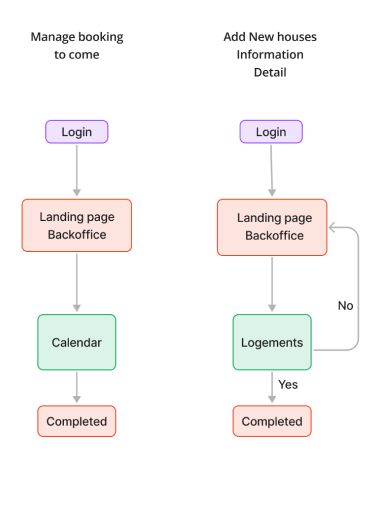 Manage booking
to come
Login
Landing page
Backoffice
Calendar
Completed
Add New houses
Information
Detail
Login
Landing page
Backoffice
No
Logements
Yes
Completed